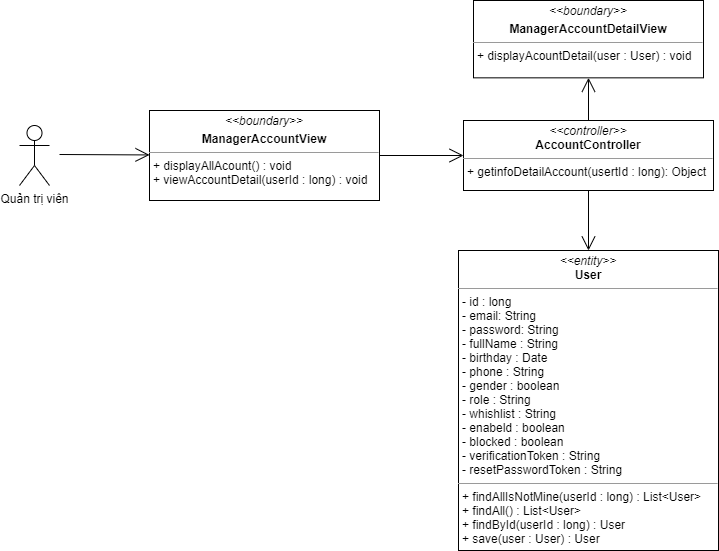 <<boundary>>
ManagerAccountDetailView
+ displayAcountDetail(user : User) : void
<<boundary>>
ManagerAccountView
+ displayAllAcount() : void
+ viewAccountDetail(userId : long) : void
<<controller>>
AccountController
+ getinfoDetailAccount(usertId : long): Object
Quản trị viên
<<entity>>
User
- id : long
- email: String
- password: String
- fullName : String
- birthday : Date
- phone : String
- gender : boolean
- role : String
- whishlist : String
- enabeld : boolean
- blocked : boolean
- verificationToken : String
- resetPasswordToken : String
+ findAllIsNotMine(userId : long) : List<User>
+ findAll() : List<User>
+ findById(userId : long) : User
+ save(user : User) : User